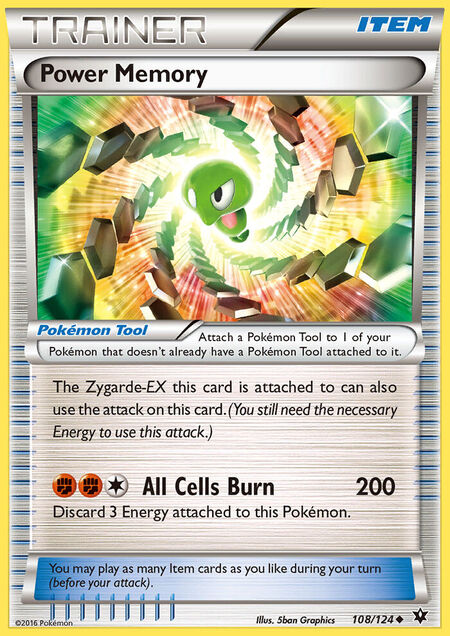 TRAINER
ITEM
Power Memory
Pokémon Tool
Attach a Pokémon Tool to 1 of your
Pokémon that doesn't already have a Pokémon Tool attached to it.
The Zygarde-EX this card is attached to can also
use the attack on this card.(You still need the necessary
Energy to use this attack.)
All Cells Burn 200
Discard 3 Energy attached to this Pokémon.
You may play as many Item cards as you like during your turn
(before your attack).
©2016 Pokémon
Illus. 5ban Graphics 108/124